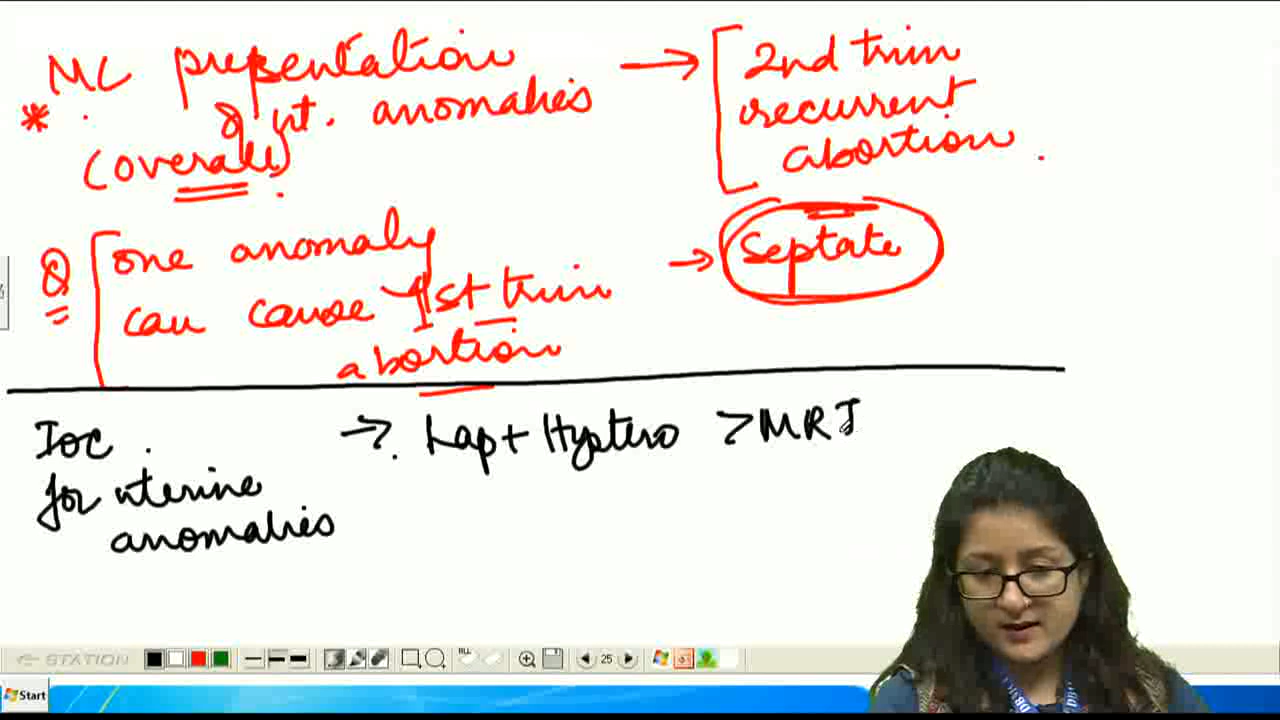 MC presentation → 2nd trim
* of ut. anomalies recurrent
(overall) abortion.
Q one anomaly → Septate
can cause 1st trim
abortion
IOC → Lap + Hystero > MRI
for uterine
anomalies
STATION
25
Start